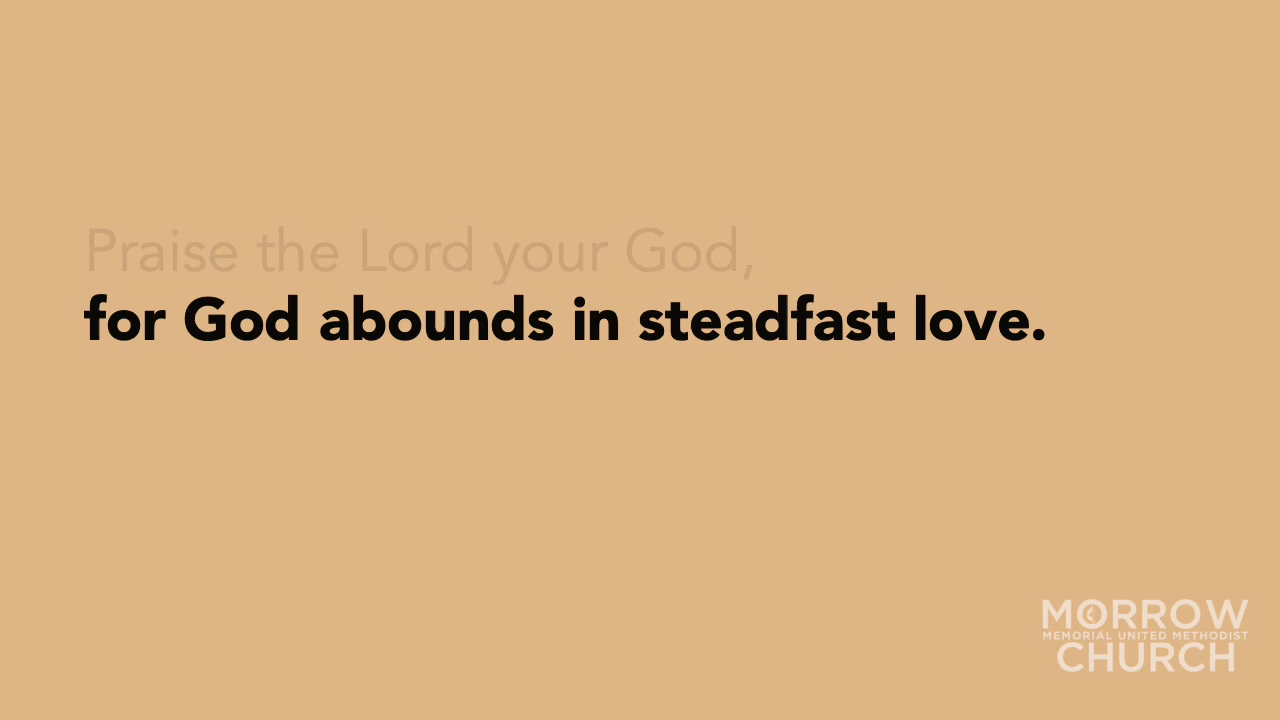 Praise the Lord your God,
for God abounds in steadfast love.
MORROW
MEMORIAL UNITED METHODIST
CHURCH